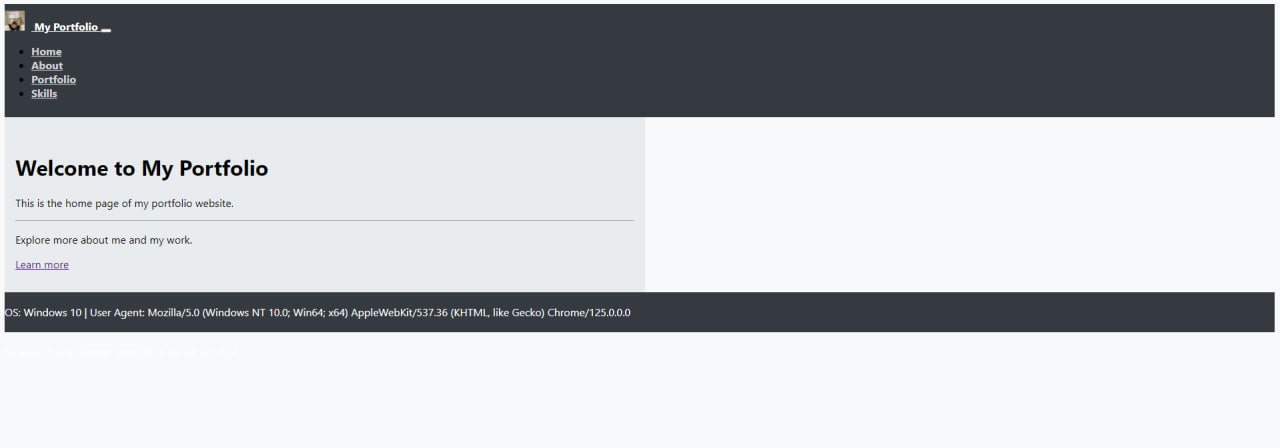 My Portfolio
Home
About
Portfolio
Skills
Welcome to My Portfolio
This is the home page of my portfolio website.
Explore more about me and my work.
Learn more
OS: Windows 10 | User Agent: Mozilla/5.0 (Windows NT 10.0; Win64; x64) AppleWebKit/537.36 (KHTML, like Gecko) Chrome/125.0.0.0